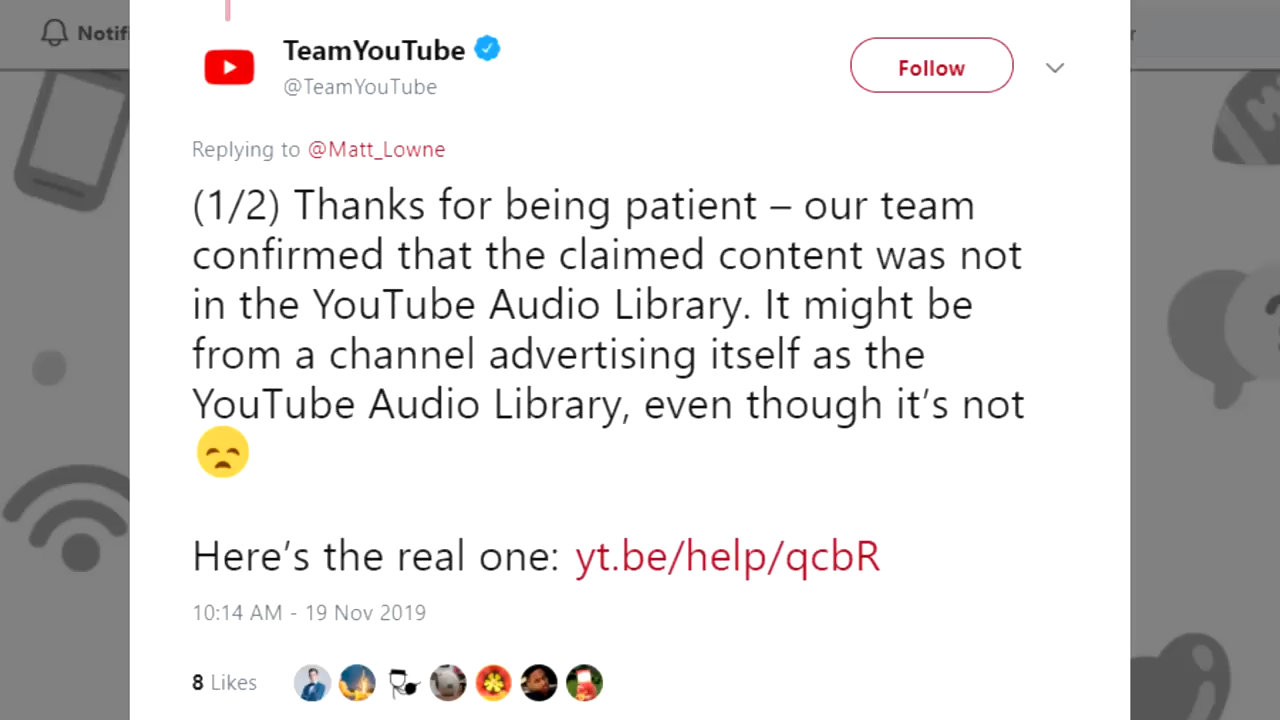 Notifi
TeamYouTube
@TeamYouTube
Follow
Replying to @Matt_Lowne
(1/2) Thanks for being patient – our team
confirmed that the claimed content was not
in the YouTube Audio Library. It might be
from a channel advertising itself as the
YouTube Audio Library, even though it’s not
Here’s the real one: yt.be/help/qcbR
10:14 AM - 19 Nov 2019
8 Likes